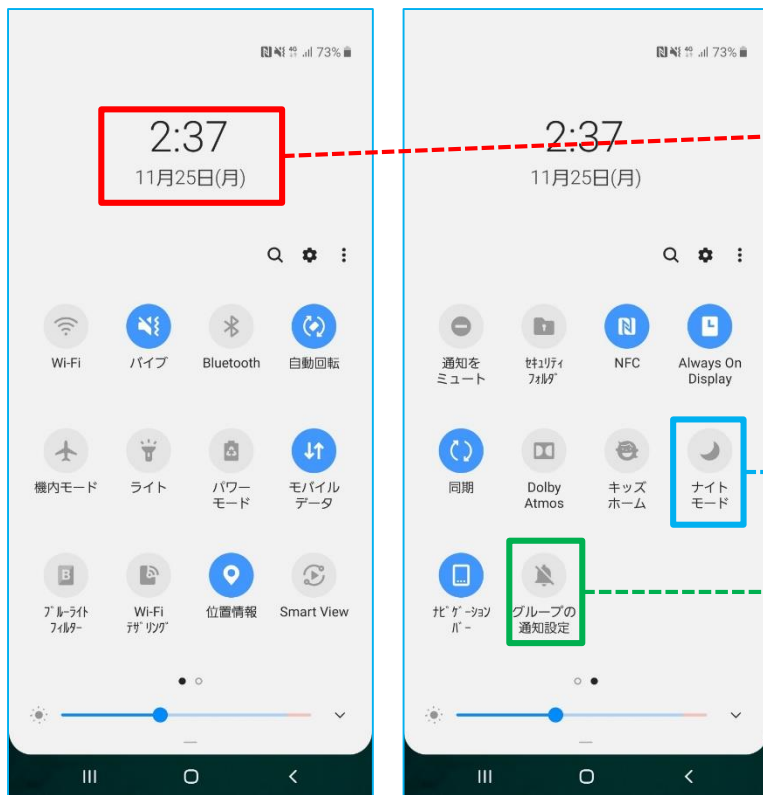 73%
2:37
11月25日(月)
Wi-Fi
バイブ
Bluetooth
自動回転
機内モード
ライト
パワー
モード
モバイル
データ
ﾌﾞﾙｰﾗｲﾄ
ﾌｨﾙﾀｰ
Wi-Fi
ﾃｻﾞﾘﾝｸﾞ
位置情報
Smart View
73%
2:37
11月25日(月)
通知を
ミュート
ｾｷｭﾘﾃｨ
ﾌｫﾙﾀﾞ
NFC
Always On
Display
同期
Dolby
Atmos
キッズ
ホーム
ナイト
モード
ﾅﾋﾞｹﾞｰｼｮﾝ
ﾊﾞｰ
グループの
通知設定